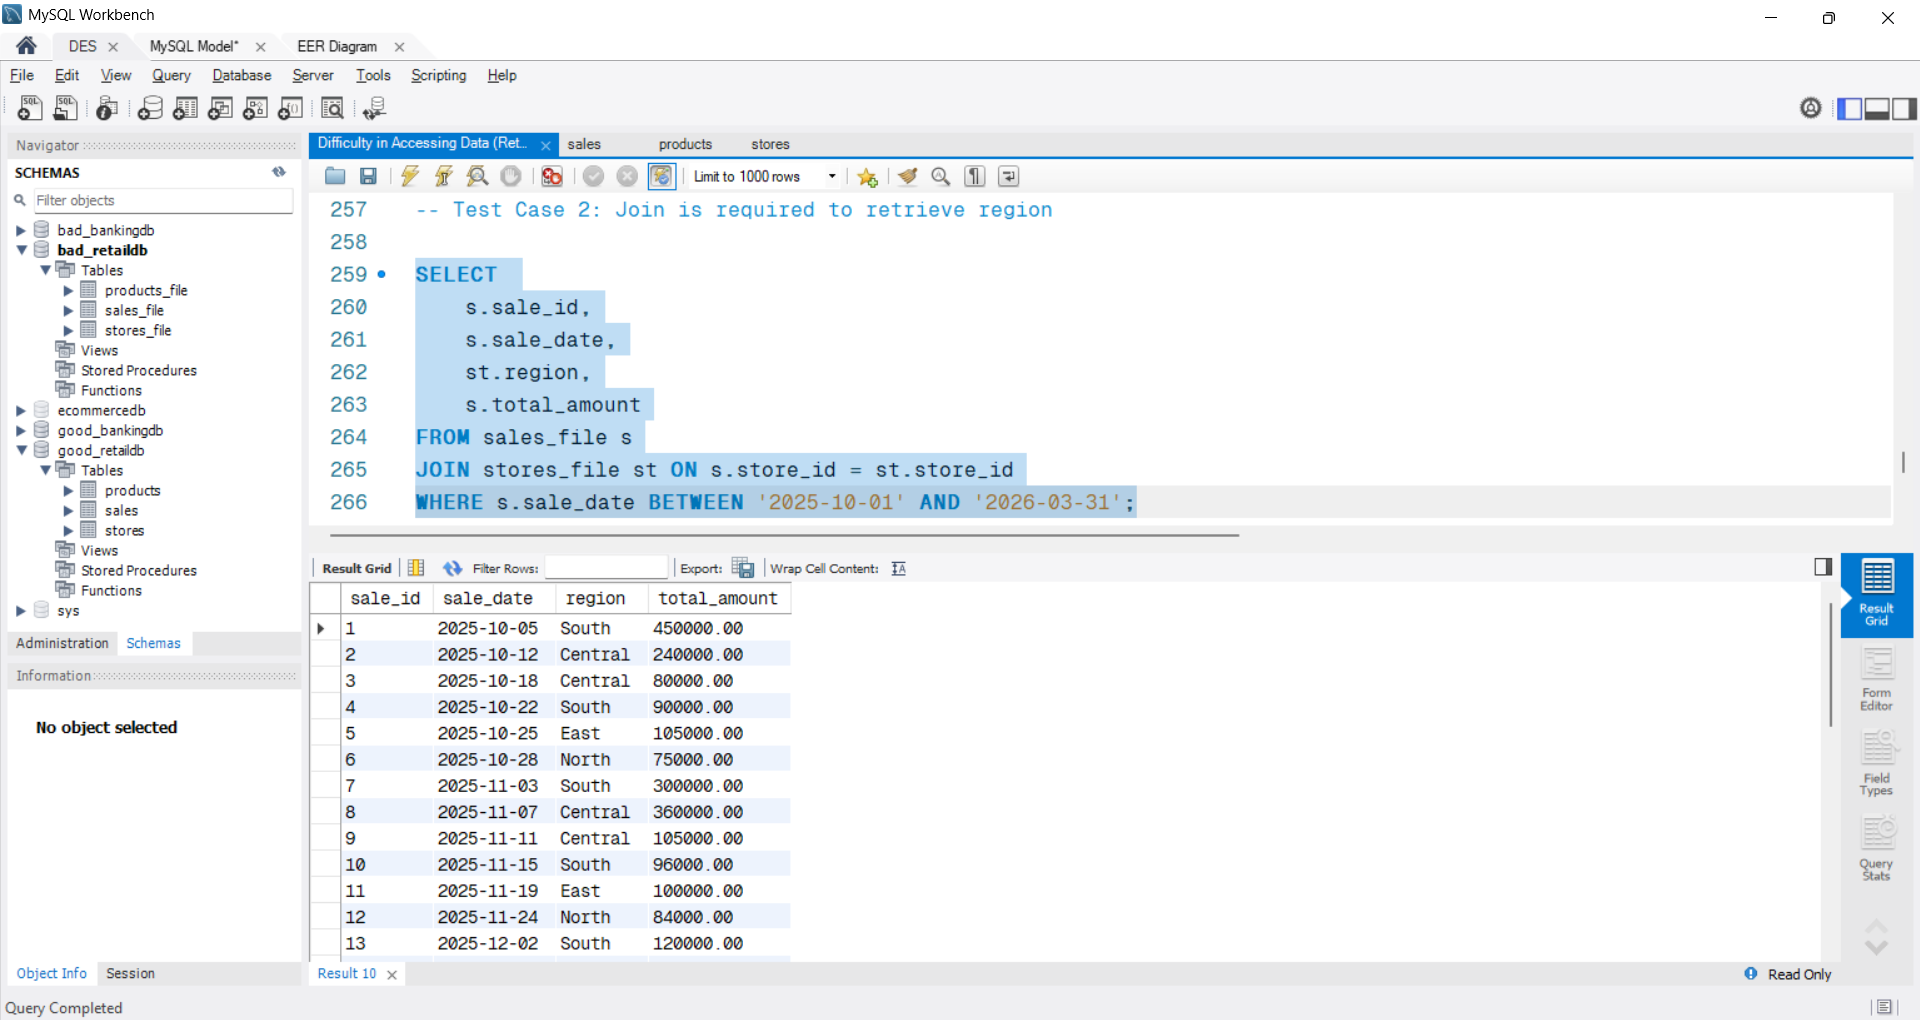 MySQL Workbench
DES
MySQL Model*
EER Diagram
File Edit View Query Database Server Tools Scripting Help
Navigator
SCHEMAS
Filter objects
bad_bankingdb
bad_retaildb
Tables
products_file
sales_file
stores_file
Views
Stored Procedures
Functions
ecommercedb
good_bankingdb
good_retaildb
Tables
products
sales
stores
Views
Stored Procedures
Functions
sys
Administration Schemas
Information
No object selected
Object Info Session
Difficulty in Accessing Data (Ret... sales products stores
Limit to 1000 rows
257 -- Test Case 2: Join is required to retrieve region
258
259 SELECT
260 s.sale_id,
261 s.sale_date,
262 st.region,
263 s.total_amount
264 FROM sales_file s
265 JOIN stores_file st ON s.store_id = st.store_id
266 WHERE s.sale_date BETWEEN '2025-10-01' AND '2026-03-31';
Result Grid Filter Rows: Export: Wrap Cell Content:
sale_id sale_date region total_amount
1 2025-10-05 South 450000.00
2 2025-10-12 Central 240000.00
3 2025-10-18 Central 80000.00
4 2025-10-22 South 90000.00
5 2025-10-25 East 105000.00
6 2025-10-28 North 75000.00
7 2025-11-03 South 300000.00
8 2025-11-07 Central 360000.00
9 2025-11-11 Central 105000.00
10 2025-11-15 South 96000.00
11 2025-11-19 East 100000.00
12 2025-11-24 North 84000.00
13 2025-12-02 South 120000.00
Result 10
Read Only
Result
Grid
Form
Editor
Field
Types
Query
Stats
Query Completed